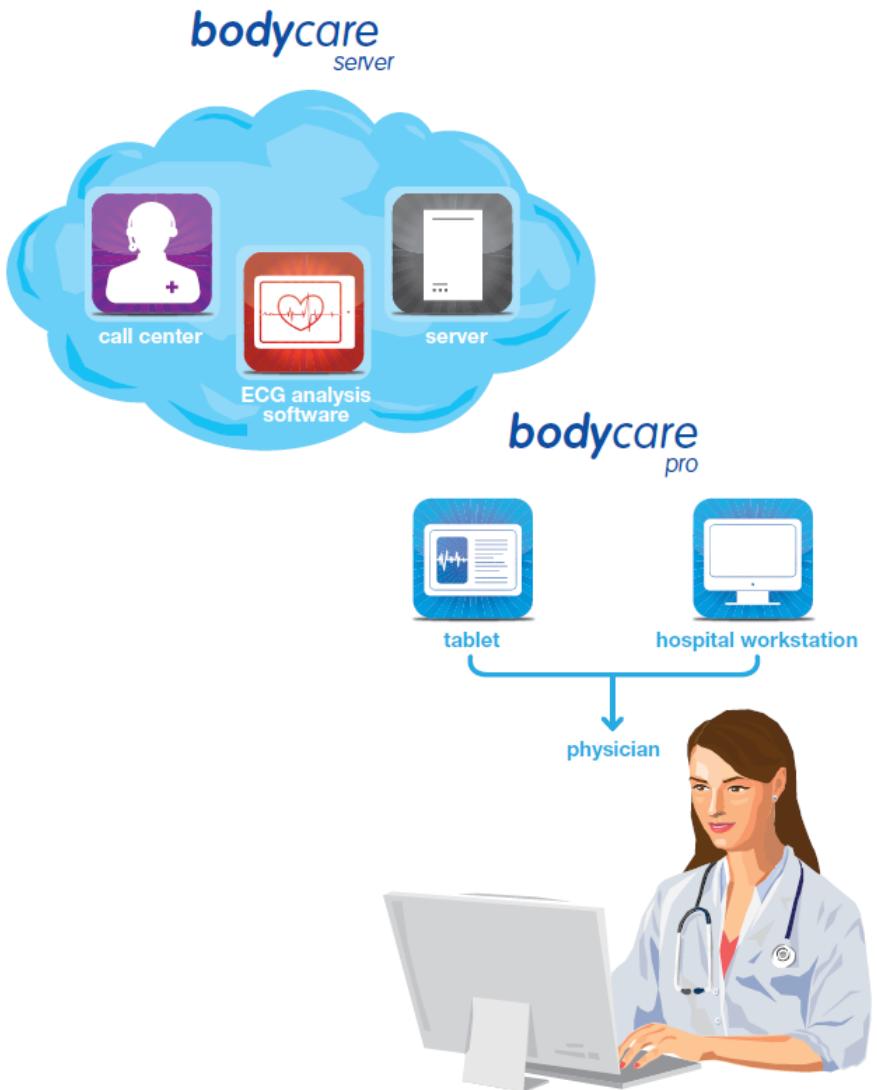 bodycare
server
call center
server
ECG analysis
software
bodycare
pro
tablet
hospital workstation
physician